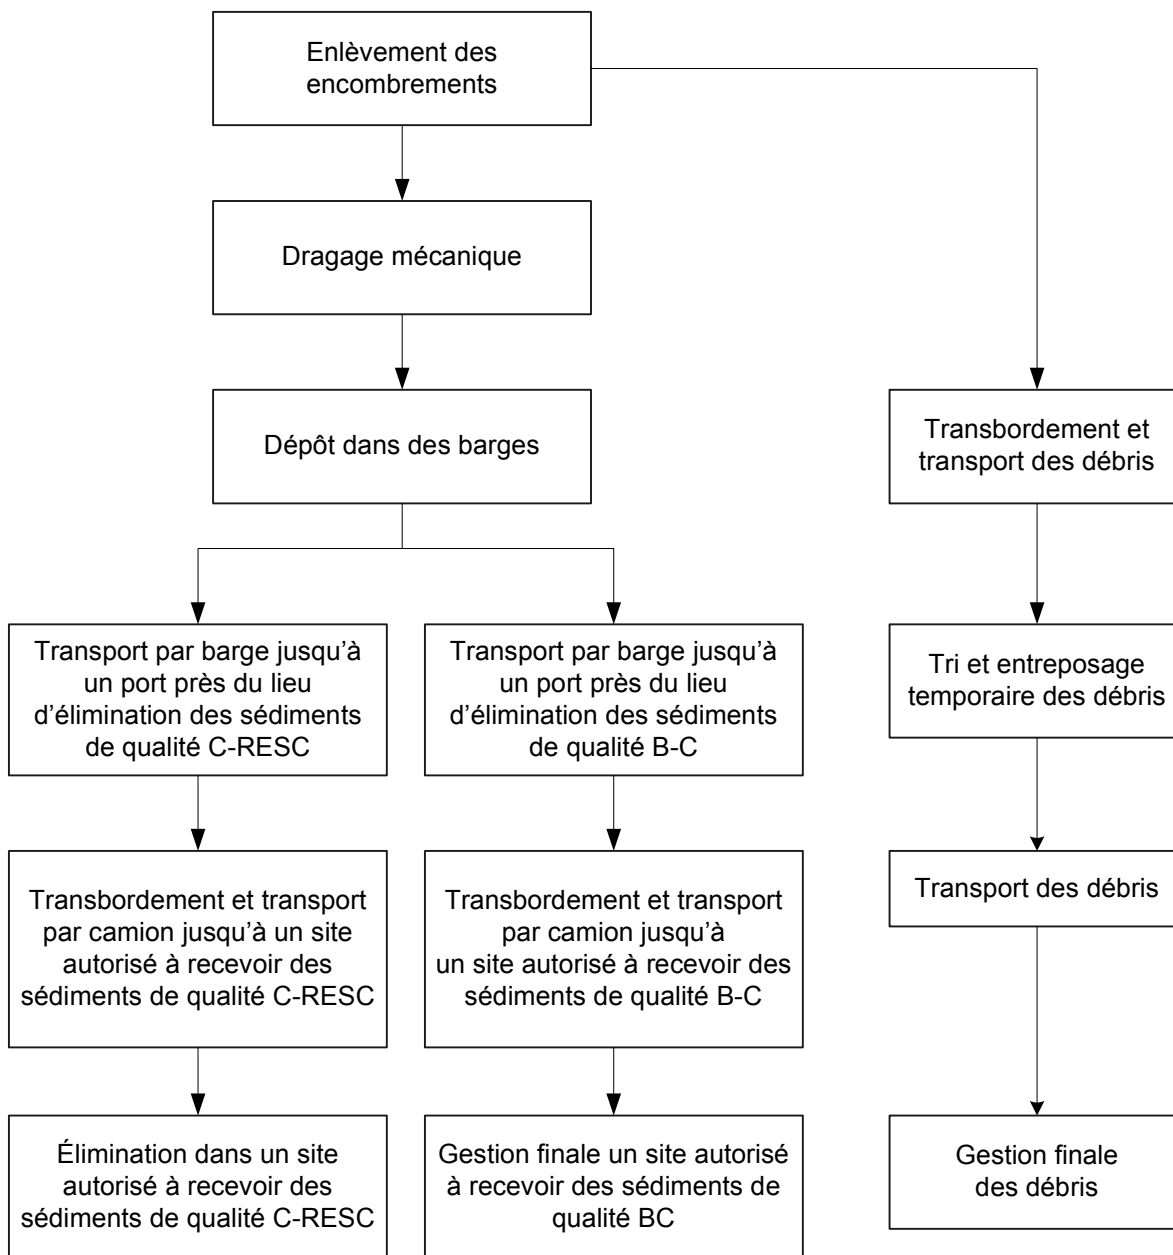 Enlèvement des
encombrements
Dragage mécanique
Dépôt dans des barges
Transbordement et
transport des débris
Transport par barge jusqu’à
un port près du lieu
d’élimination des sédiments
de qualité C-RESC
Transport par barge jusqu’à
un port près du lieu
d’élimination des sédiments
de qualité B-C
Tri et entreposage
temporaire des débris
Transbordement et transport
par camion jusqu’à un site
autorisé à recevoir des
sédiments de qualité C-RESC
Transbordement et transport
par camion jusqu’à
un site autorisé à recevoir des
sédiments de qualité B-C
Transport des débris
Élimination dans un site
autorisé à recevoir des
sédiments de qualité C-RESC
Gestion finale un site autorisé
à recevoir des sédiments de
qualité BC
Gestion finale
des débris